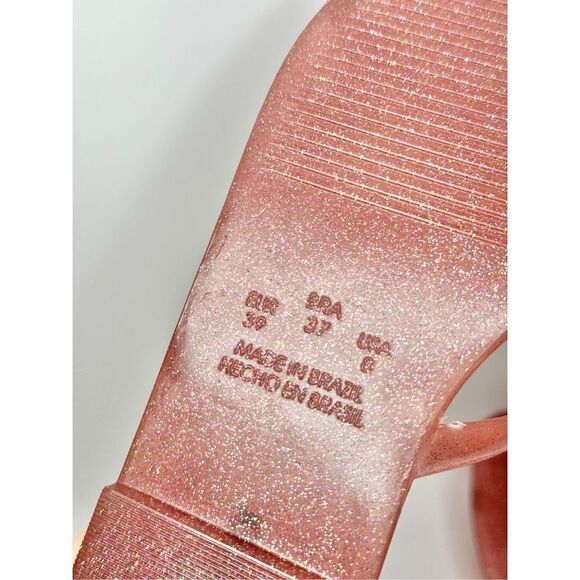 EUR BRA USA
39 37 8
MADE IN BRAZIL
HECHO EN BRASIL